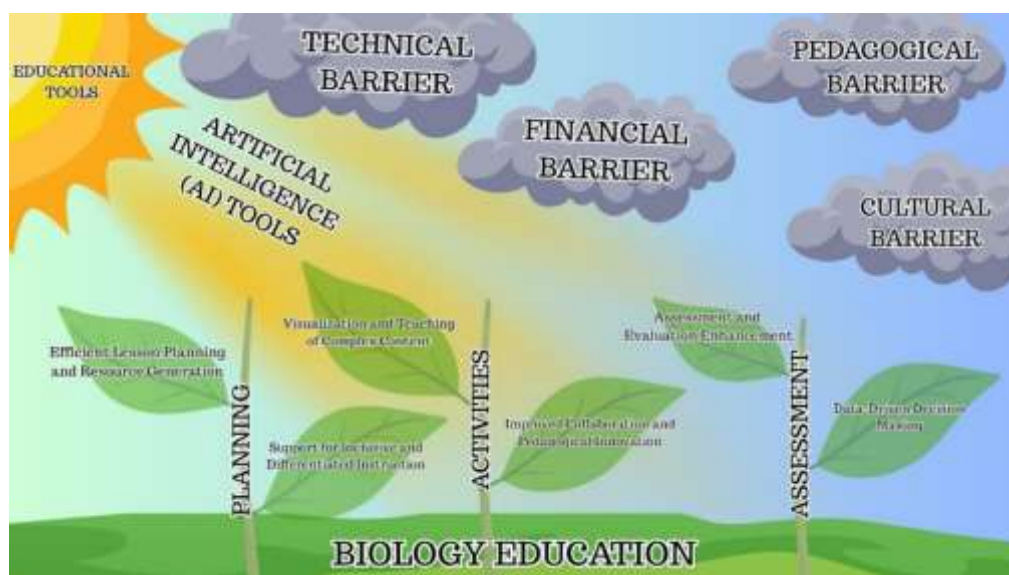 EDUCATIONAL
TOOLS
TECHNICAL
BARRIER
PEDAGOGICAL
BARRIER
ARTIFICIAL
INTELLIGENCE
(AI) TOOLS
FINANCIAL
BARRIER
CULTURAL
BARRIER
Efficient Lesson Planning
and Resource Generation
PLANNING
Support for Inclusive and
Differentiated Instruction
Visualization and Teaching
of Complex Content
ACTIVITIES
Improved Collaboration and
Pedagogical Innovation
Assessment and
Evaluation Enhancement
ASSESSMENT
Data-Driven Decision
Making
BIOLOGY EDUCATION